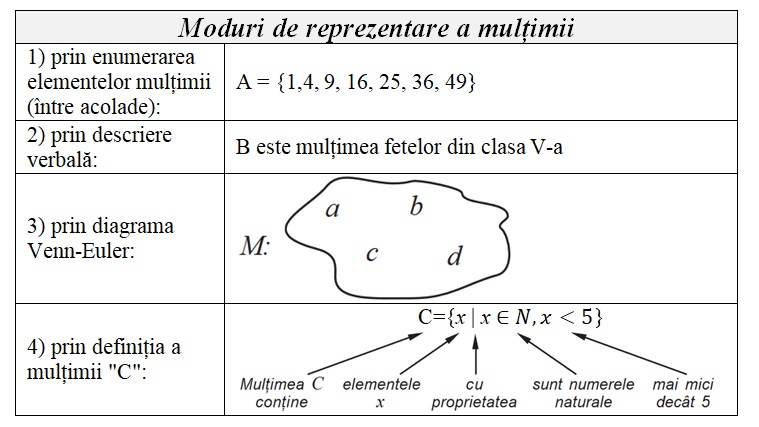 Moduri de reprezentare a mulțimii
1) prin enumerarea
elementelor mulțimii
(între acolade):
A = {1,4, 9, 16, 25, 36, 49}
2) prin descriere
verbală:
B este mulțimea fetelor din clasa V-a
3) prin diagrama
Venn-Euler:
M:
a b
c d
4) prin definiția a
mulțimii "C":
C={x | x ∈ N, x < 5}
Mulțimea C
conține
elementele
x
cu
proprietatea
sunt numerele
naturale
mai mici
decât 5